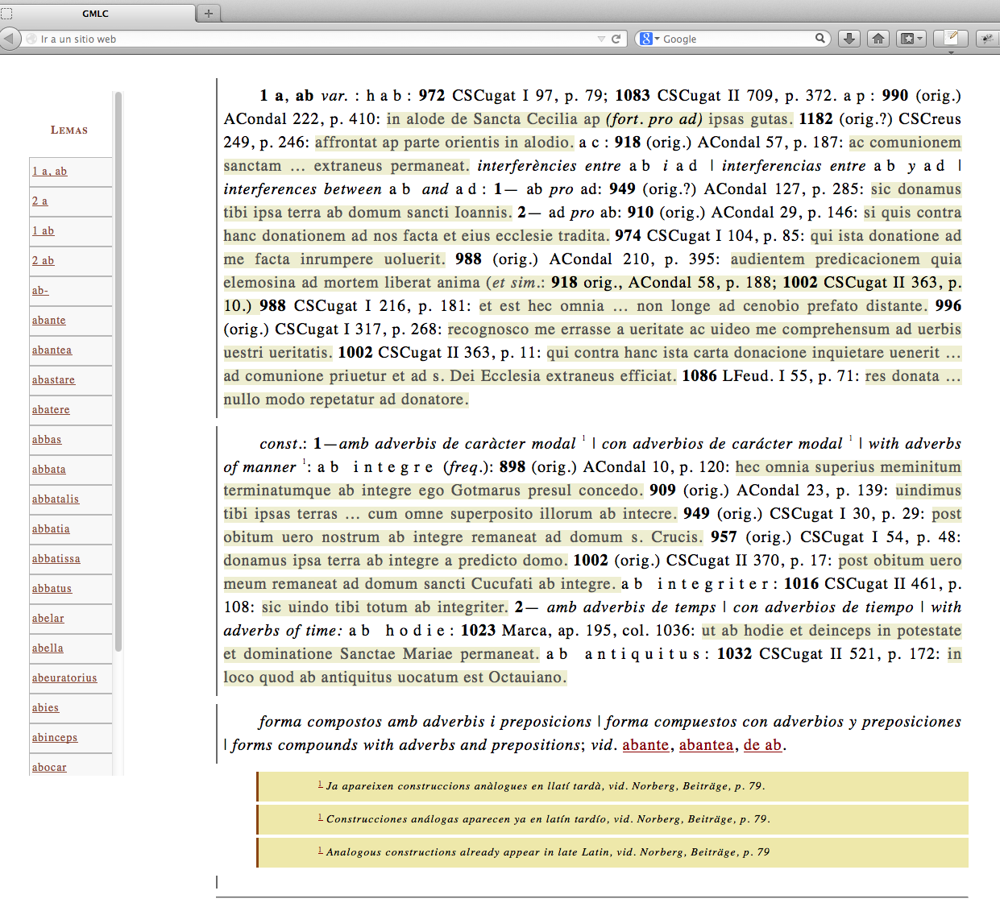 GMLC
Ir a un sitio web
Google
LEMAS
1 a, ab
2 a
1 ab
2 ab
ab-
abante
abantea
abastare
abatere
abbas
abbata
abbatalis
abbatia
abbatissa
abbatus
abelar
abella
abeuratorius
abies
abinceps
abocar
1 a, ab var. : h a b : 972 CSCugat I 97, p. 79; 1083 CSCugat II 709, p. 372. a p : 990 (orig.)
ACondal 222, p. 410: in alode de Sancta Cecilia ap (fort. pro ad) ipsas gutas. 1182 (orig.?) CSCreus
249, p. 246: affrontat ap parte orientis in alodio. a c : 918 (orig.) ACondal 57, p. 187: ac comunionem
sanctam ... extraneus permaneat. interferències entre a b i a d | interferencias entre a b y a d |
interferences between a b and a d : 1— ab pro ad: 949 (orig.?) ACondal 127, p. 285: sic donamus
tibi ipsa terra ab domum sancti Ioannis. 2— ad pro ab: 910 (orig.) ACondal 29, p. 146: si quis contra
hanc donationem ad nos facta et eius ecclesie tradita. 974 CSCugat I 104, p. 85: qui ista donatione ad
me facta inrumpere uoluerit. 988 (orig.) ACondal 210, p. 395: audientem predicacionem quia
elemosina ad mortem liberat anima (et sim.: 918 orig., ACondal 58, p. 188; 1002 CSCugat II 363, p.
10.) 988 CSCugat I 216, p. 181: et est hec omnia ... non longe ad cenobio prefato distante. 996
(orig.) CSCugat I 317, p. 268: recognosco me errasse a ueritate ac uideo me comprehensum ad uerbis
uestri ueritatis. 1002 CSCugat II 363, p. 11: qui contra hanc ista carta donacione inquietare uenerit ...
ad comunione priuetur et ad s. Dei Ecclesia extraneus efficiat. 1086 LFeud. I 55, p. 71: res donata ...
nullo modo repetatur ad donatore.
const.: 1—amb adverbis de caràcter modal 1 | con adverbios de carácter modal 1 | with adverbs
of manner 1: a b i n t e g r e (freq.): 898 (orig.) ACondal 10, p. 120: hec omnia superius meminitum
terminatumque ab integre ego Gotmarus presul concedo. 909 (orig.) ACondal 23, p. 139: uindimus
tibi ipsas terras ... cum omne superposito illorum ab intecre. 949 (orig.) CSCugat I 30, p. 29: post
obitum uero nostrum ab integre remaneat ad domum s. Crucis. 957 (orig.) CSCugat I 54, p. 48:
donamus ipsa terra ab integre a predicto domo. 1002 (orig.) CSCugat II 370, p. 17: post obitum uero
meum remaneat ad domum sancti Cucufati ab integre. a b i n t e g r i t e r : 1016 CSCugat II 461, p.
108: sic uindo tibi totum ab integriter. 2— amb adverbis de temps | con adverbios de tiempo | with
adverbs of time: a b h o d i e : 1023 Marca, ap. 195, col. 1036: ut ab hodie et deinceps in potestate
et dominatione Sanctae Mariae permaneat. a b a n t i q u i t u s : 1032 CSCugat II 521, p. 172: in
loco quod ab antiquitus uocatum est Octauiano.
forma compostos amb adverbis i preposicions | forma compuestos con adverbios y preposiciones
| forms compounds with adverbs and prepositions; vid. abante, abantea, de ab.
1 Ja apareixen construccions anàlogues en llatí tardà, vid. Norberg, Beiträge, p. 79.
1 Construcciones análogas aparecen ya en latín tardío, vid. Norberg, Beiträge, p. 79.
1 Analogous constructions already appear in late Latin, vid. Norberg, Beiträge, p. 79